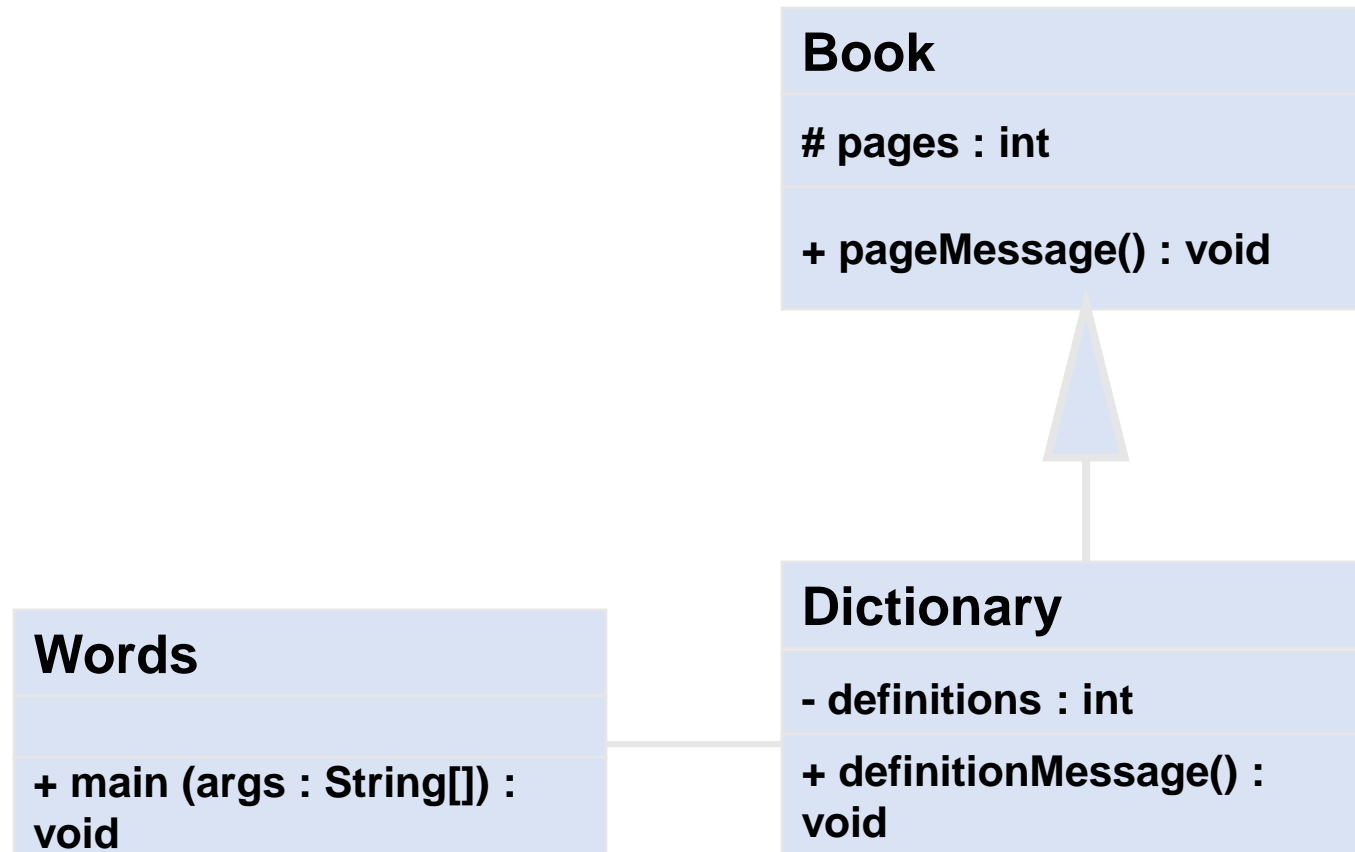 Book
# pages : int
+ pageMessage() : void
Dictionary
- definitions : int
+ definitionMessage() :
void
Words
+ main (args : String[]) :
void